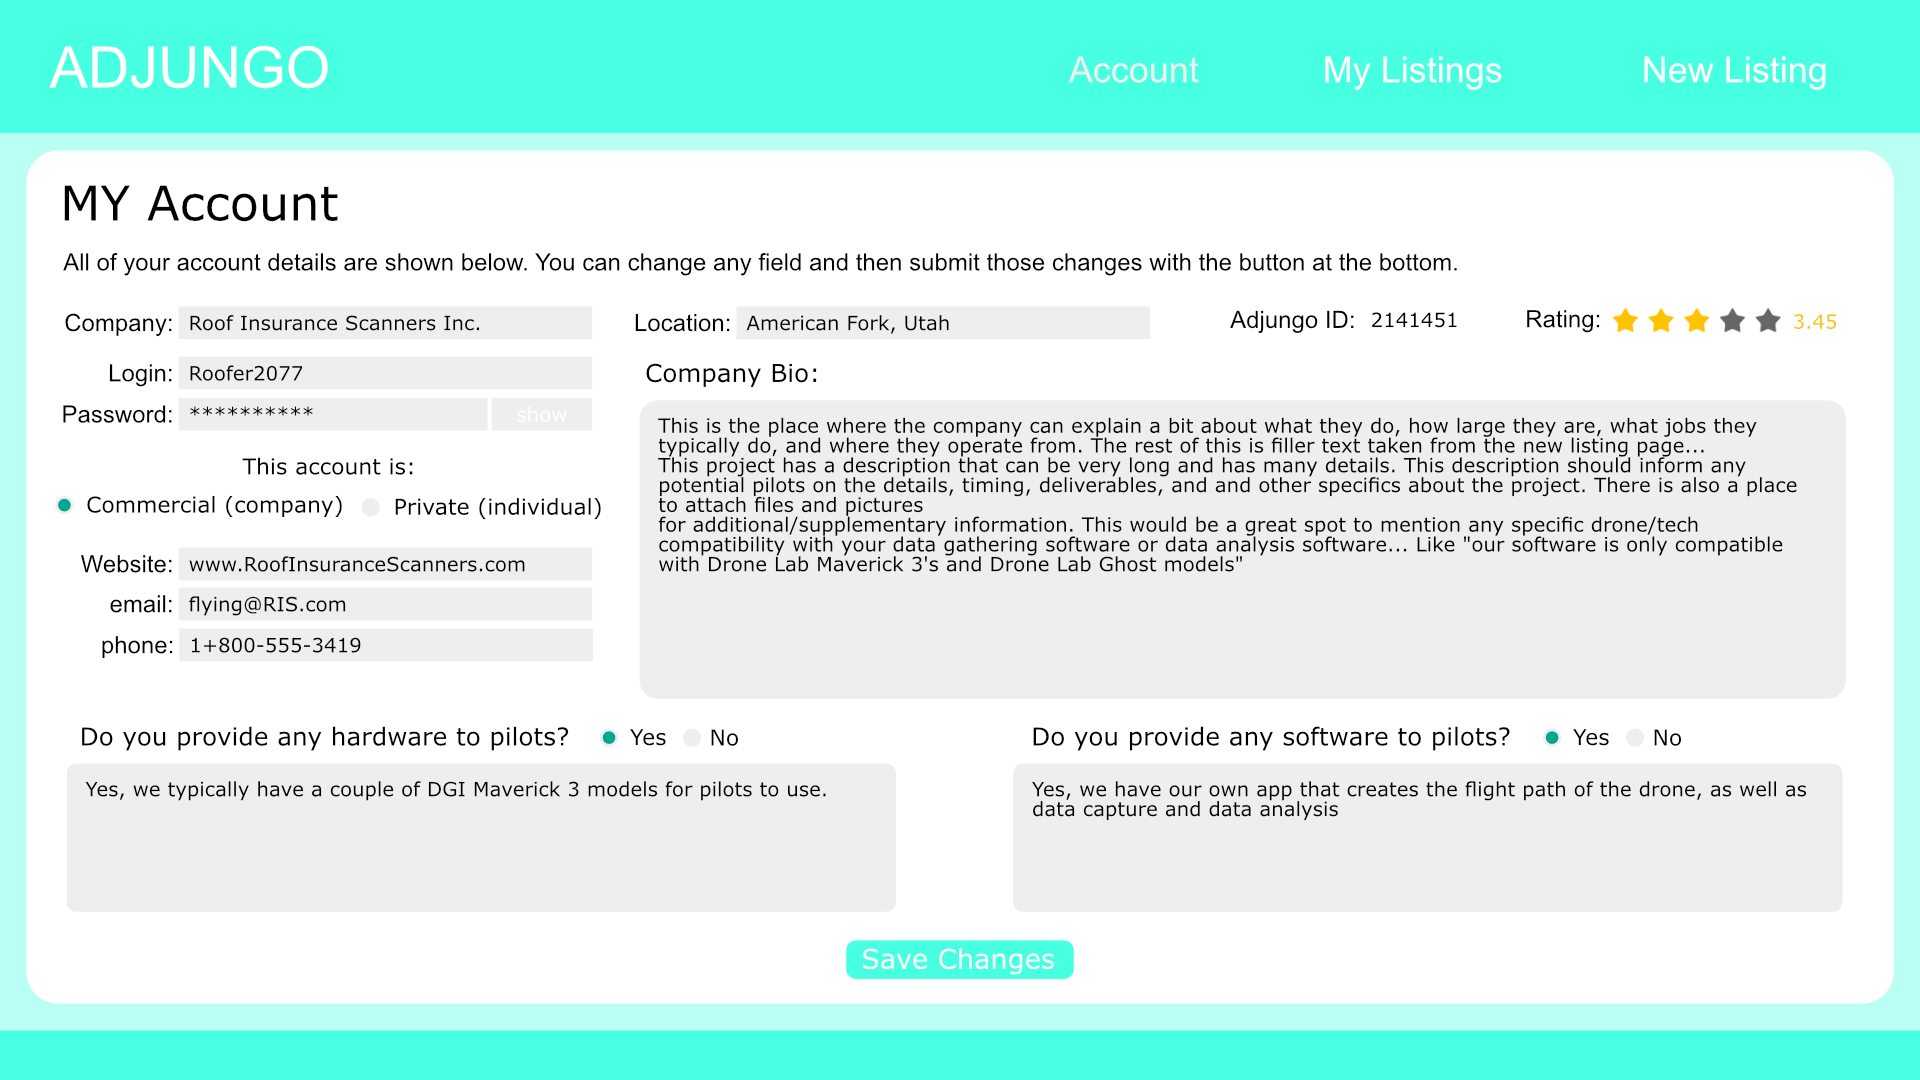 ADJUNGO
Account
My Listings
New Listing
MY Account
All of your account details are shown below. You can change any field and then submit those changes with the button at the bottom.
Company: Roof Insurance Scanners Inc.
Location: American Fork, Utah
Adjungo ID: 2141451
Rating: 3.45
Login: Roofer2077
Password: ********** show
This account is:
Commercial (company) Private (individual)
Website: www.RoofInsuranceScanners.com
email: flying@RIS.com
phone: 1+800-555-3419
Company Bio:
This is the place where the company can explain a bit about what they do, how large they are, what jobs they
typically do, and where they operate from. The rest of this is filler text taken from the new listing page...
This project has a description that can be very long and has many details. This description should inform any
potential pilots on the details, timing, deliverables, and and other specifics about the project. There is also a place
to attach files and pictures
for additional/supplementary information. This would be a great spot to mention any specific drone/tech
compatibility with your data gathering software or data analysis software... Like "our software is only compatible
with Drone Lab Maverick 3's and Drone Lab Ghost models"
Do you provide any hardware to pilots? Yes No
Yes, we typically have a couple of DGI Maverick 3 models for pilots to use.
Do you provide any software to pilots? Yes No
Yes, we have our own app that creates the flight path of the drone, as well as
data capture and data analysis
Save Changes